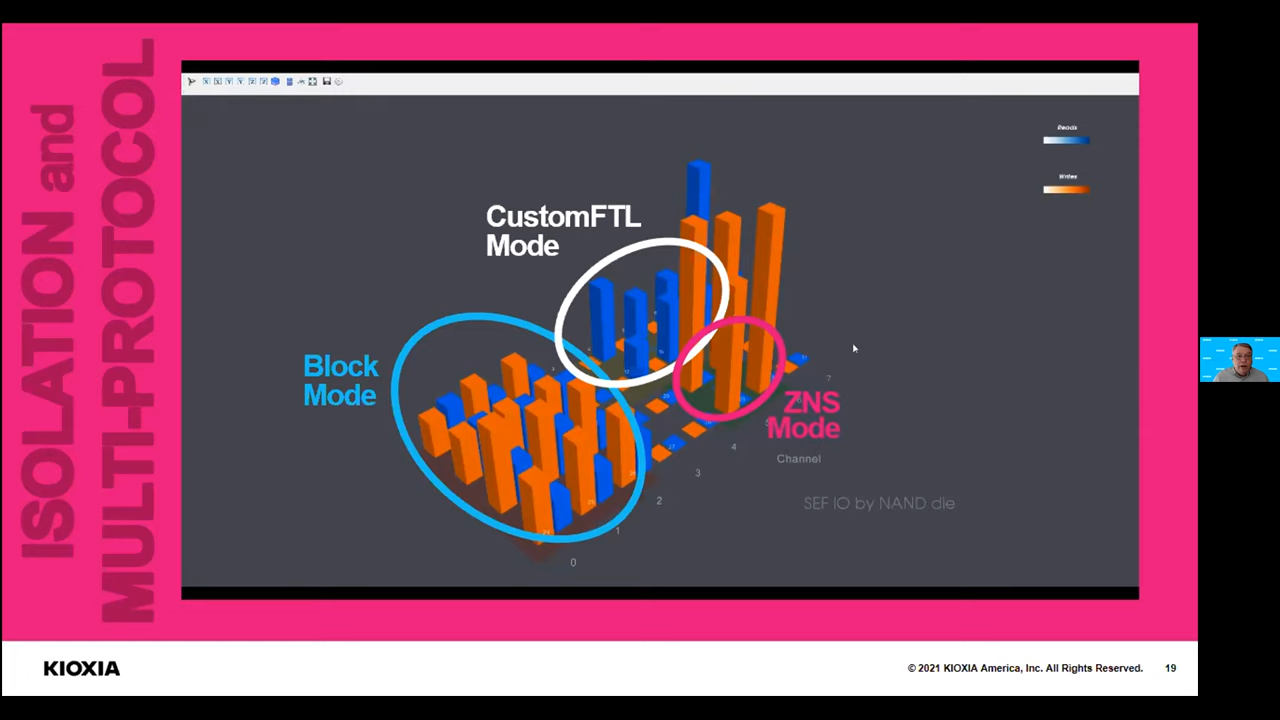 ISOLATION and
MULTI-PROTOCOL
Reads
Writes
CustomFTL
Mode
Block
Mode
ZNS
Mode
7
4
Channel
3
2
SEF IO by NAND die
1
0
KIOXIA
© 2021 KIOXIA America, Inc. All Rights Reserved.
19